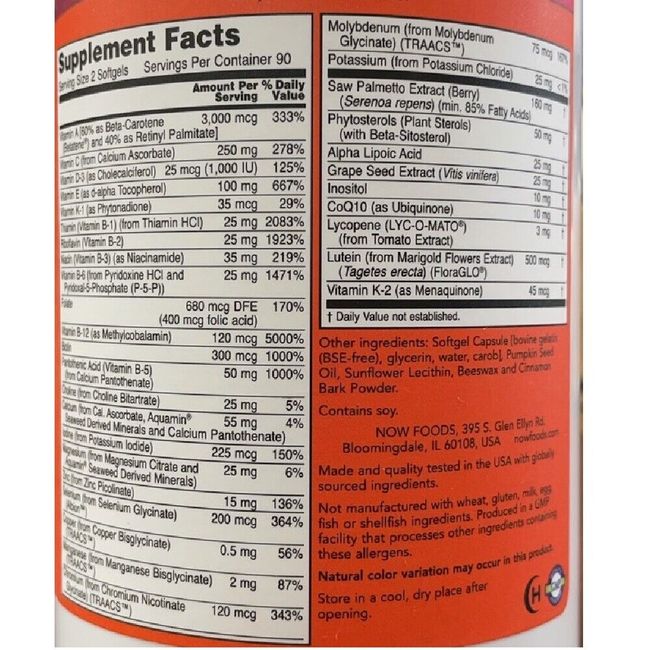 Supplement Facts
Serving Size 2 Softgels Servings Per Container 90
Amount Per % Daily
Serving Value
Vitamin A [60% as Beta-Carotene 3,000 mcg 333%
(Betatene®) and 40% as Retinyl Palmitate]
Vitamin C (from Calcium Ascorbate) 250 mg 278%
Vitamin D-3 (as Cholecalciferol) 25 mcg (1,000 IU) 125%
Vitamin E (as d-alpha Tocopherol) 100 mg 667%
Vitamin K-1 (as Phytonadione) 35 mcg 29%
Thiamin (Vitamin B-1) (from Thiamin HCl) 25 mg 2083%
Riboflavin (Vitamin B-2) 25 mg 1923%
Niacin (Vitamin B-3) (as Niacinamide) 35 mg 219%
Vitamin B-6 (from Pyridoxine HCl and 25 mg 1471%
Pyridoxal-5-Phosphate (P-5-P))
Folate 680 mcg DFE 170%
(400 mcg folic acid)
Vitamin B-12 (as Methylcobalamin) 120 mcg 5000%
Biotin 300 mcg 1000%
Pantothenic Acid (Vitamin B-5) 50 mg 1000%
(from Calcium Pantothenate)
Choline (from Choline Bitartrate) 25 mg 5%
Calcium (from Cal. Ascorbate, Aquamin® 55 mg 4%
Seaweed Derived Minerals and Calcium Pantothenate)
Iodine (from Potassium Iodide) 225 mcg 150%
Magnesium (from Magnesium Citrate and 25 mg 6%
Aquamin® Seaweed Derived Minerals)
Zinc (from Zinc Picolinate) 15 mg 136%
Selenium (from Selenium Glycinate) 200 mcg 364%
(Albion™)
Copper (from Copper Bisglycinate) 0.5 mg 56%
(TRAACS™)
Manganese (from Manganese Bisglycinate) 2 mg 87%
(TRAACS™)
Chromium (from Chromium Nicotinate 120 mcg 343%
Glycinate) (TRAACS™)
Molybdenum (from Molybdenum 75 mcg 167%
Glycinate) (TRAACS™)
Potassium (from Potassium Chloride) 25 mg <1%
Saw Palmetto Extract (Berry) 160 mg †
(Serenoa repens) (min. 85% Fatty Acids)
Phytosterols (Plant Sterols) 50 mg †
(with Beta-Sitosterol)
Alpha Lipoic Acid 25 mg †
Grape Seed Extract (Vitis vinifera) 25 mg †
Inositol 10 mg †
CoQ10 (as Ubiquinone) 10 mg †
Lycopene (LYC-O-MATO®) 3 mg †
(from Tomato Extract)
Lutein (from Marigold Flowers Extract) 500 mcg †
(Tagetes erecta) (FloraGLO®)
Vitamin K-2 (as Menaquinone) 45 mcg †
† Daily Value not established.
Other ingredients: Softgel Capsule [bovine gelatin
(BSE-free), glycerin, water, carob], Pumpkin Seed
Oil, Sunflower Lecithin, Beeswax and Cinnamon
Bark Powder.
Contains soy.
NOW FOODS, 395 S. Glen Ellyn Rd.
Bloomingdale, IL 60108, USA nowfoods.com
Made and quality tested in the USA with globally
sourced ingredients.
Not manufactured with wheat, gluten, milk, egg,
fish or shellfish ingredients. Produced in a GMP
facility that processes other ingredients containing
these allergens.
Natural color variation may occur in this product.
Store in a cool, dry place after
opening.